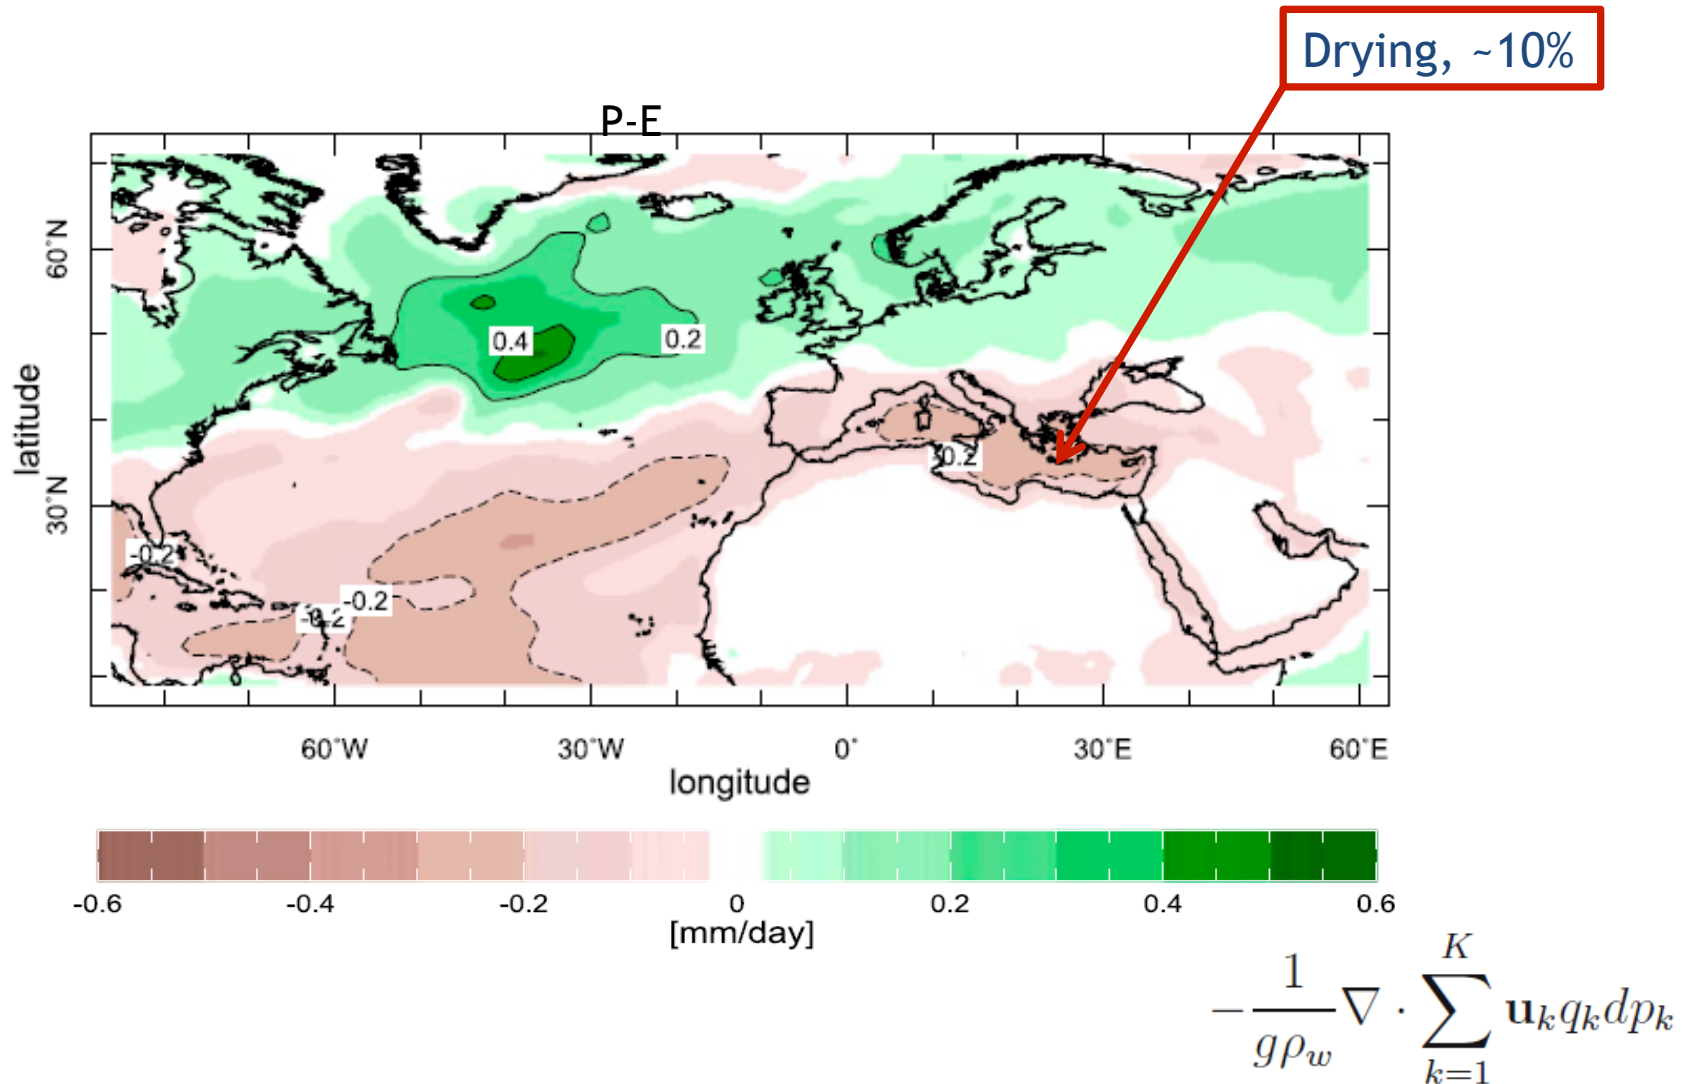 Drying, ~10%
P-E
60°N
30°N
latitude
0.4
0.2
0.2
-0.2
-0.2
-0.2
60°W
30°W
0°
30°E
60°E
longitude
-0.6
-0.4
-0.2
0
0.2
0.4
0.6
[mm/day]
$-\frac{1}{g\rho_w}\nabla \cdot \sum_{k=1}^{K} \mathbf{u}_k q_k dp_k$